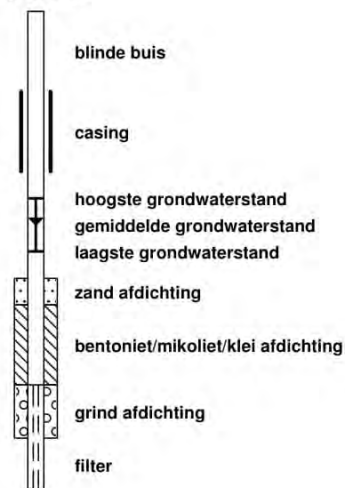 blinde buis
casing
hoogste grondwaterstand
gemiddelde grondwaterstand
laagste grondwaterstand
zand afdichting
bentoniet/mikoliet/klei afdichting
grind afdichting
filter